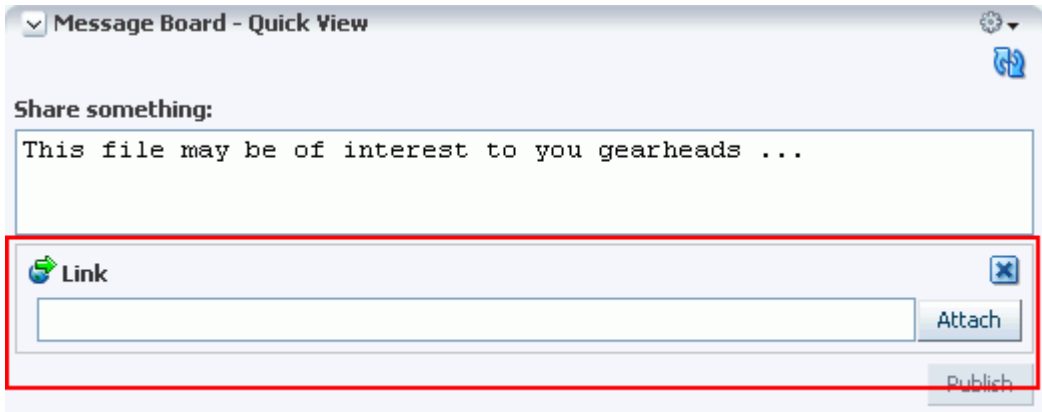 Message Board - Quick View
Share something:
This file may be of interest to you gearheads ...
Link
Attach
Publish